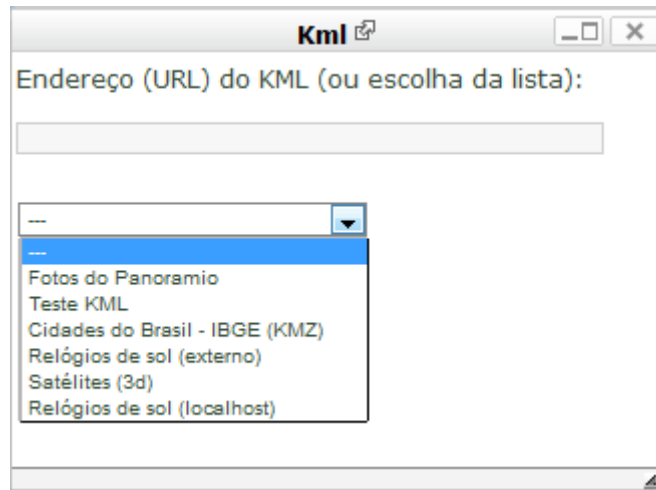 Kml
Endereço (URL) do KML (ou escolha da lista):
---
---
Fotos do Panoramio
Teste KML
Cidades do Brasil - IBGE (KMZ)
Relógios de sol (externo)
Satélites (3d)
Relógios de sol (localhost)